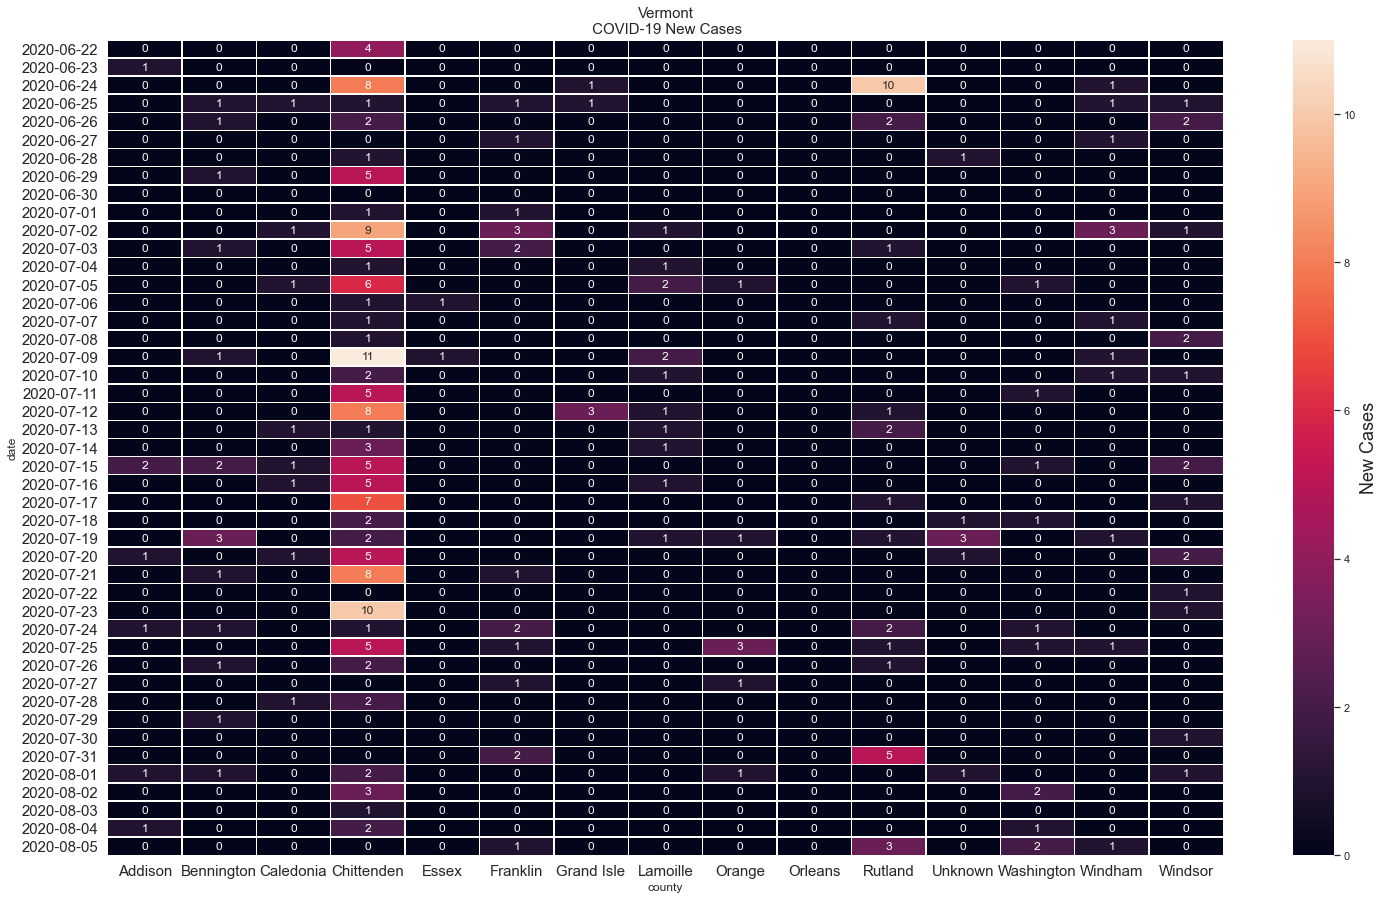 Vermont
COVID-19 New Cases
2020-06-22 0 0 0 4 0 0 0 0 0 0 0 0 0 0 0
2020-06-23 1 0 0 0 0 0 0 0 0 0 0 0 0 0 0
2020-06-24 0 0 0 8 0 0 1 0 0 0 10 0 0 1 0
2020-06-25 0 1 1 1 0 1 1 0 0 0 0 0 0 1 1
2020-06-26 0 1 0 2 0 0 0 0 0 0 2 0 0 0 2
2020-06-27 0 0 0 0 0 1 0 0 0 0 0 0 0 1 0
2020-06-28 0 0 0 1 0 0 0 0 0 0 0 1 0 0 0
2020-06-29 0 1 0 5 0 0 0 0 0 0 0 0 0 0 0
2020-06-30 0 0 0 0 0 0 0 0 0 0 0 0 0 0 0
2020-07-01 0 0 0 1 0 1 0 0 0 0 0 0 0 0 0
2020-07-02 0 0 1 9 0 3 0 1 0 0 0 0 0 3 1
2020-07-03 0 1 0 5 0 2 0 0 0 0 1 0 0 0 0
2020-07-04 0 0 0 1 0 0 0 1 0 0 0 0 0 0 0
2020-07-05 0 0 1 6 0 0 0 2 1 0 0 0 1 0 0
2020-07-06 0 0 0 1 1 0 0 0 0 0 0 0 0 0 0
2020-07-07 0 0 0 1 0 0 0 0 0 0 1 0 0 1 0
2020-07-08 0 0 0 1 0 0 0 0 0 0 0 0 0 0 2
2020-07-09 0 1 0 11 1 0 0 2 0 0 0 0 0 1 0
2020-07-10 0 0 0 2 0 0 0 1 0 0 0 0 0 1 1
2020-07-11 0 0 0 5 0 0 0 0 0 0 0 0 1 0 0
2020-07-12 0 0 0 8 0 0 3 1 0 0 1 0 0 0 0
2020-07-13 0 0 1 1 0 0 0 1 0 0 2 0 0 0 0
2020-07-14 0 0 0 3 0 0 0 1 0 0 0 0 0 0 0
2020-07-15 2 2 1 5 0 0 0 0 0 0 0 0 1 0 2
2020-07-16 0 0 1 5 0 0 0 1 0 0 0 0 0 0 0
2020-07-17 0 0 0 7 0 0 0 0 0 0 1 0 0 0 1
2020-07-18 0 0 0 2 0 0 0 0 0 0 0 1 1 0 0
2020-07-19 0 3 0 2 0 0 0 1 1 0 1 3 0 1 0
2020-07-20 1 0 1 5 0 0 0 0 0 0 0 1 0 0 2
2020-07-21 0 1 0 8 0 1 0 0 0 0 0 0 0 0 0
2020-07-22 0 0 0 0 0 0 0 0 0 0 0 0 0 0 1
2020-07-23 0 0 0 10 0 0 0 0 0 0 0 0 0 0 1
2020-07-24 1 1 0 1 0 2 0 0 0 0 2 0 1 0 0
2020-07-25 0 0 0 5 0 1 0 0 3 0 1 0 1 1 0
2020-07-26 0 1 0 2 0 0 0 0 0 0 1 0 0 0 0
2020-07-27 0 0 0 0 0 1 0 0 1 0 0 0 0 0 0
2020-07-28 0 0 1 2 0 0 0 0 0 0 0 0 0 0 0
2020-07-29 0 1 0 0 0 0 0 0 0 0 0 0 0 0 0
2020-07-30 0 0 0 0 0 0 0 0 0 0 0 0 0 0 1
2020-07-31 0 0 0 0 0 2 0 0 0 0 5 0 0 0 0
2020-08-01 1 1 0 2 0 0 0 0 1 0 0 1 0 0 1
2020-08-02 0 0 0 3 0 0 0 0 0 0 0 0 2 0 0
2020-08-03 0 0 0 1 0 0 0 0 0 0 0 0 0 0 0
2020-08-04 1 0 0 2 0 0 0 0 0 0 0 0 1 0 0
2020-08-05 0 0 0 0 0 1 0 0 0 0 3 0 2 1 0
Addison Bennington Caledonia Chittenden Essex Franklin Grand Isle Lamoille Orange Orleans Rutland Unknown Washington Windham Windsor
county
date
10
8
6
4
2
0
New Cases